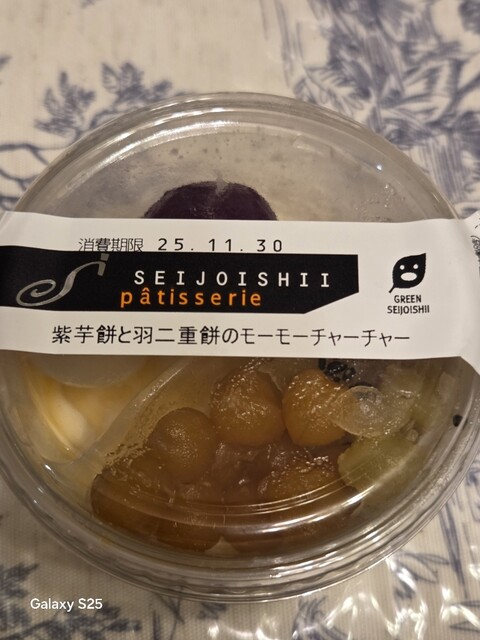 消費期限 25.11.30
SEIJOISHII
pâtisserie
GREEN
SEIJOISHII
紫芋餅と羽二重餅のモーモーチャーチャー
Galaxy S25